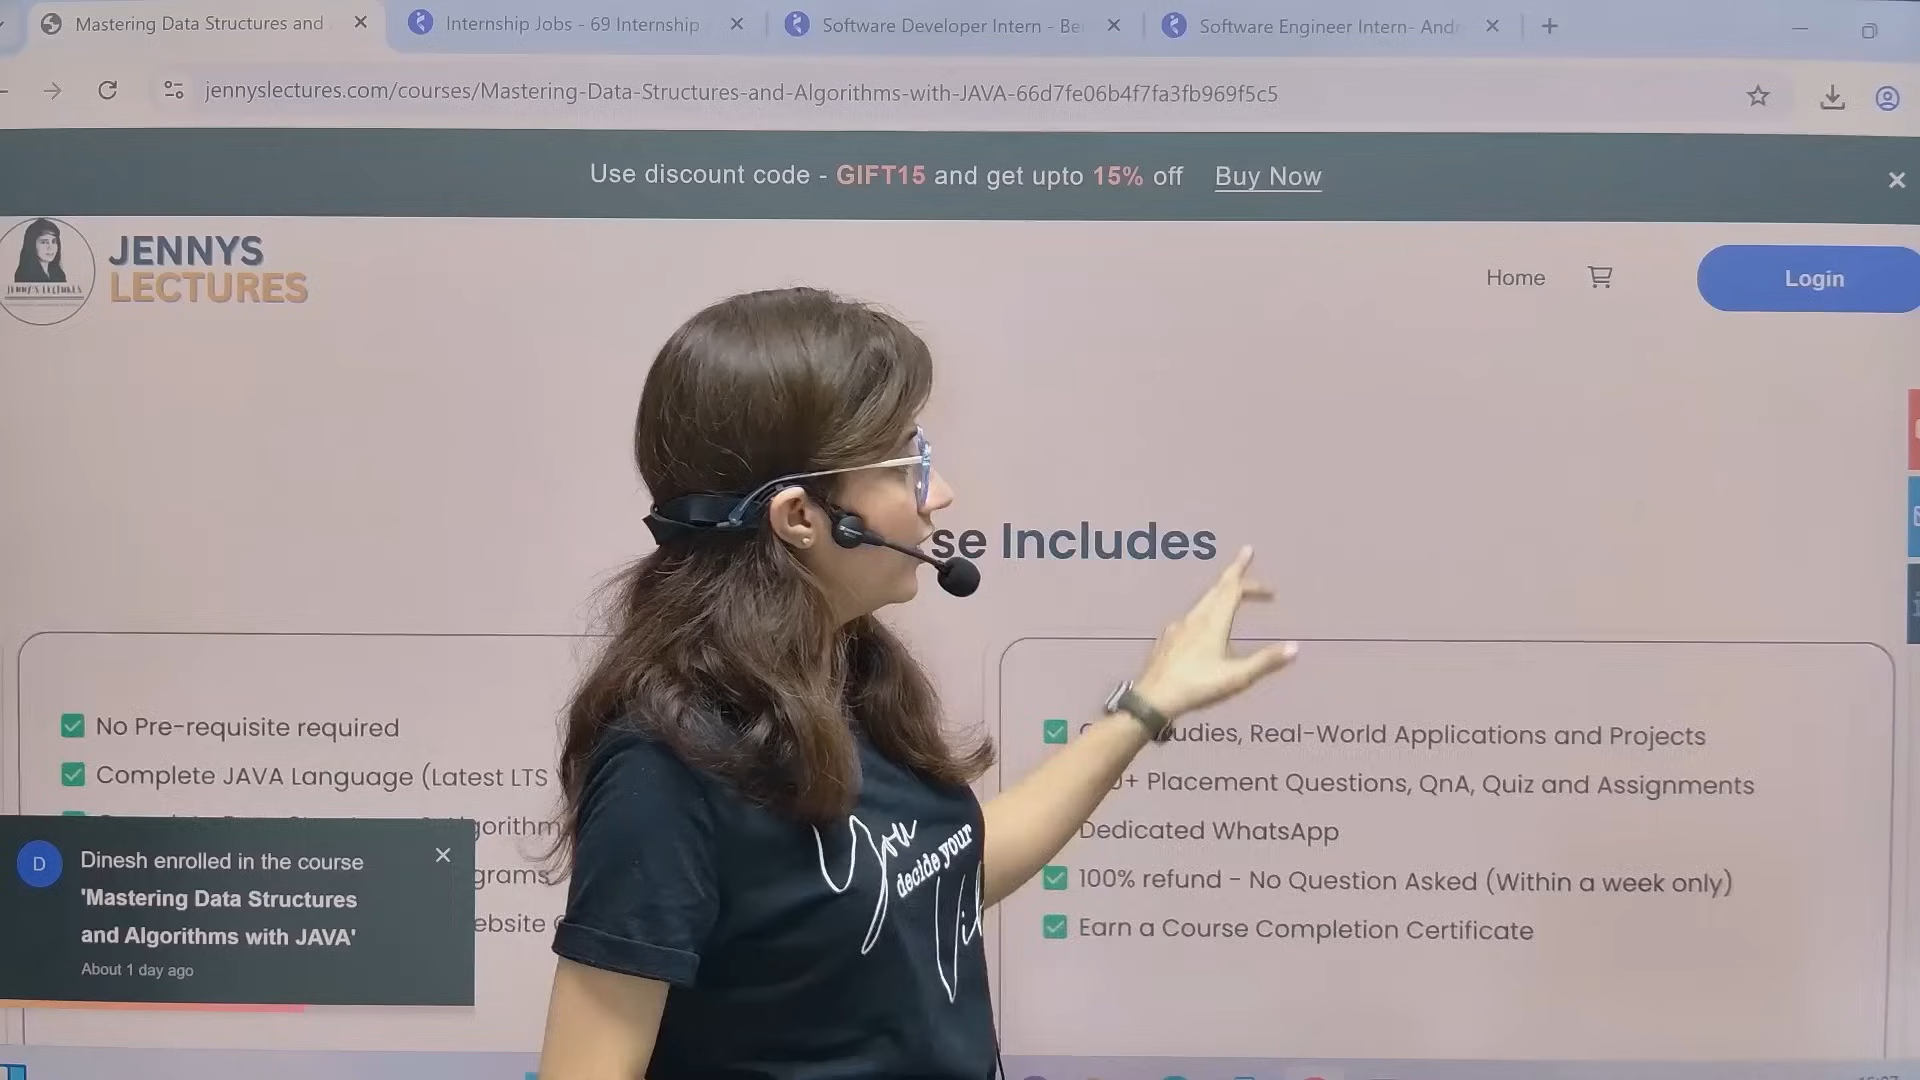 Mastering Data Structures and
Internship Jobs - 69 Internship
Software Developer Intern - Be
Software Engineer Intern- Andr
jennyslectures.com/courses/Mastering-Data-Structures-and-Algorithms-with-JAVA-66d7fe06b4f7fa3fb969f5c5
Use discount code - GIFT15 and get upto 15% off Buy Now
JENNYS
LECTURES
JENNY'S LECTURES
Home
Login
se Includes
No Pre-requisite required
Complete JAVA Language (Latest LTS
gorithm
grams
ebsite
udies, Real-World Applications and Projects
0+ Placement Questions, QnA, Quiz and Assignments
Dedicated WhatsApp
100% refund - No Question Asked (Within a week only)
Earn a Course Completion Certificate
D
Dinesh enrolled in the course
'Mastering Data Structures
and Algorithms with JAVA'
About 1 day ago
You
decide your
Vi